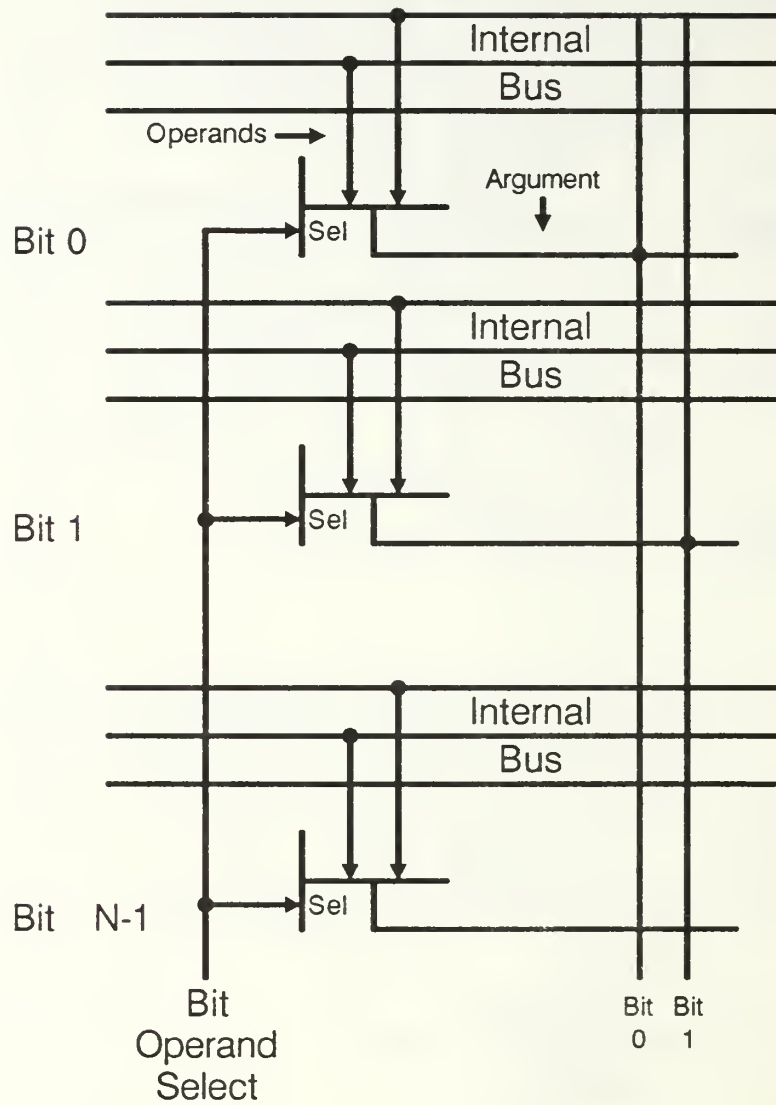 Internal
Bus
Operands
Argument
Bit 0
Sel
Internal
Bus
Bit 1
Sel
Internal
Bus
Bit N-1
Sel
Bit
Operand
Select
Bit
0
Bit
1